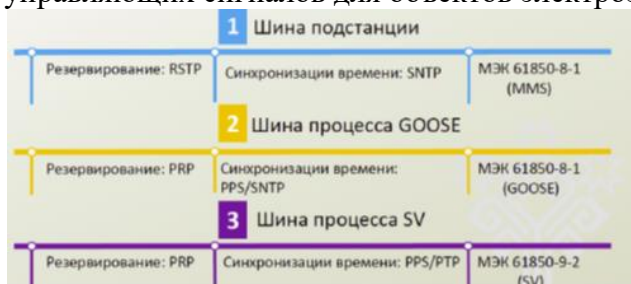 управляющих сигналов для объектов электроэ
1 Шина подстанции
Резервирование: RSTP
Синхронизации времени: SNTP
МЭК 61850-8-1
(MMS)
2 Шина процесса GOOSE
Резервирование: PRP
Синхронизации времени:
PPS/SNTP
МЭК 61850-8-1
(GOOSE)
3 Шина процесса SV
Резервирование: PRP
Синхронизации времени: PPS/PTP
МЭК 61850-9-2
(SV)